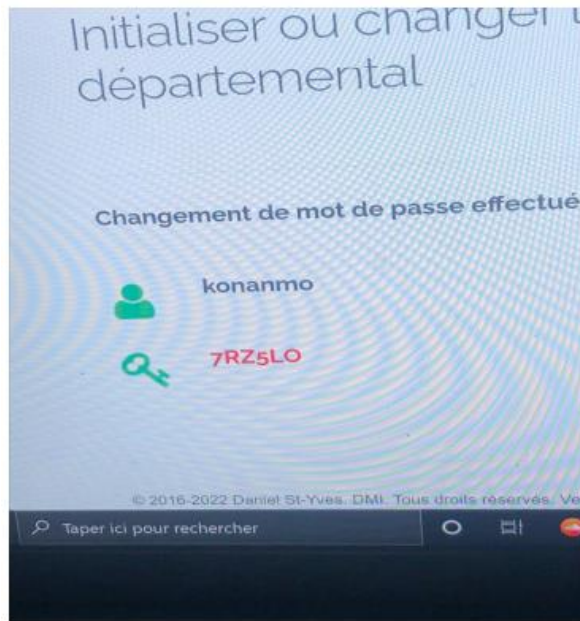 Initialiser ou changer
départemental
Changement de mot de passe effectué
konanmo
7RZ5LO
© 2016-2022 Daniel St-Yves. DMI. Tous droits réservés.
Taper ici pour rechercher